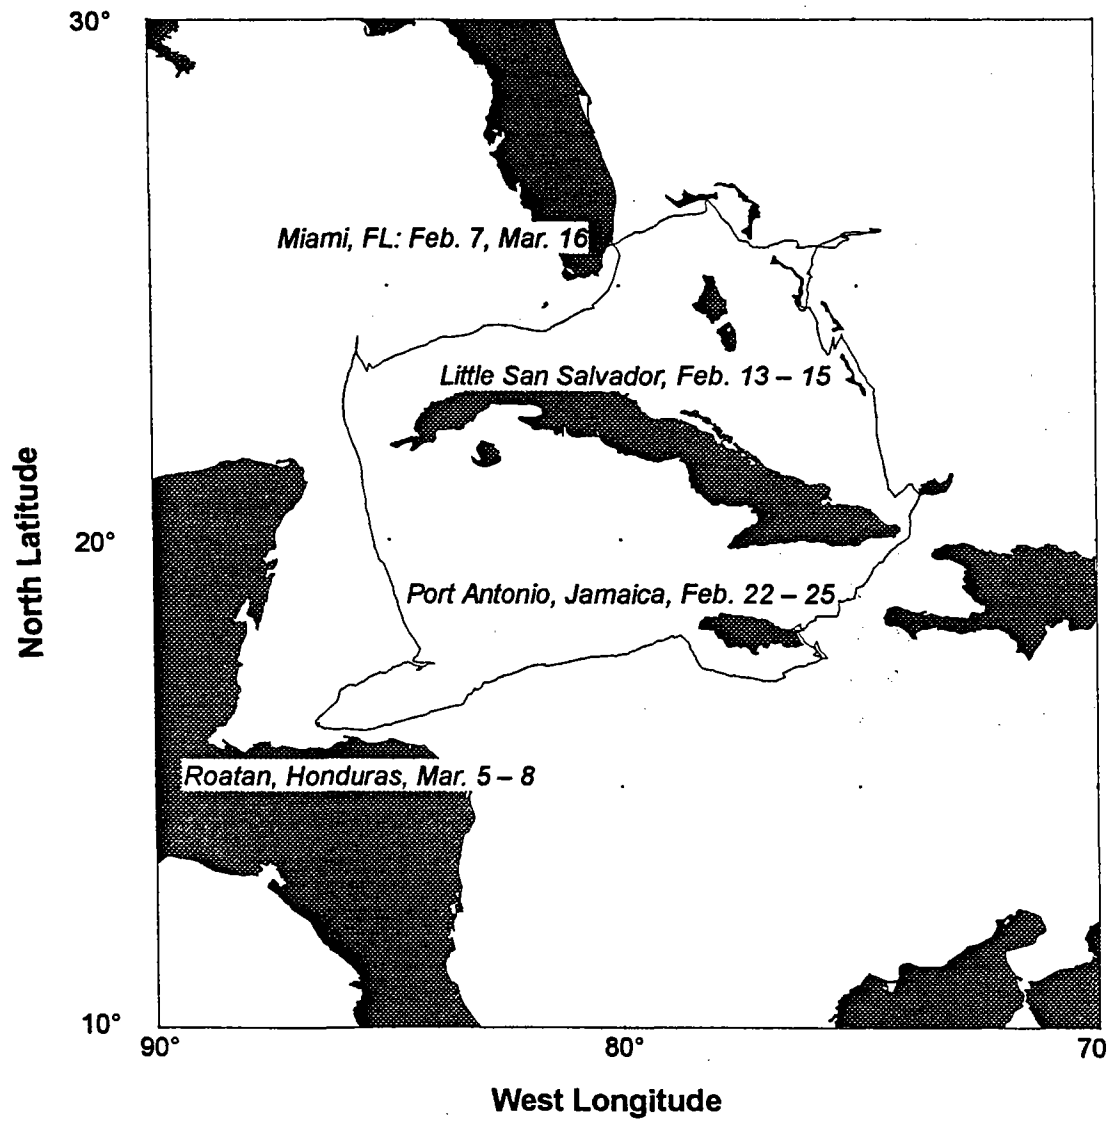 30°
Miami, FL: Feb. 7, Mar. 16
Little San Salvador, Feb. 13 – 15
North Latitude
20°
Port Antonio, Jamaica, Feb. 22 – 25
Roatan, Honduras, Mar. 5 – 8
10°
90°
80°
70
West Longitude